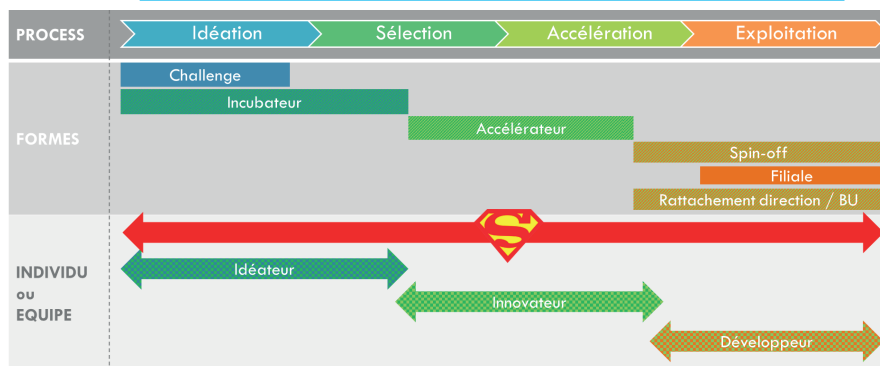 PROCESS
Idéation
Sélection
Accélération
Exploitation
Challenge
Incubateur
FORMES
Accélérateur
Spin-off
Filiale
Rattachement direction / BU
S
INDIVIDU
ou
EQUIPE
Idéateur
Innovateur
Développeur